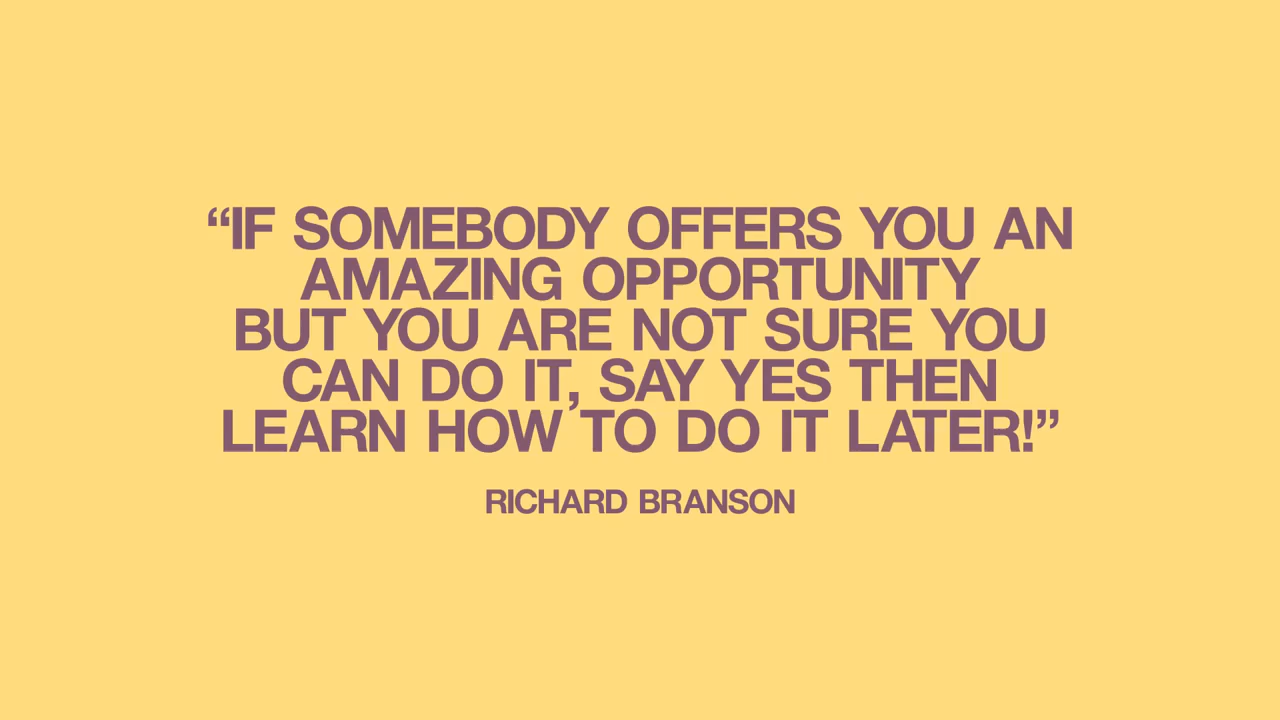 “IF SOMEBODY OFFERS YOU AN
AMAZING OPPORTUNITY
BUT YOU ARE NOT SURE YOU
CAN DO IT, SAY YES THEN
LEARN HOW TO DO IT LATER!”
RICHARD BRANSON